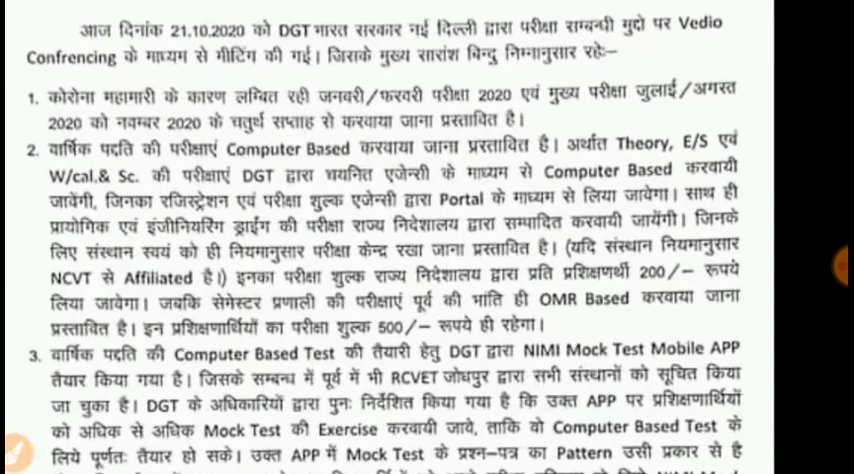 आज दिनांक 21.10.2020 को DGT भारत सरकार नई दिल्ली द्वारा परीक्षा सम्बन्धी मुद्दो पर Vedio
Confrencing के माध्यम से मीटिंग की गई। जिसके मुख्य सारांश बिन्दु निम्नानुसार रहेः–
1. कोरोना महामारी के कारण लम्बित रही जनवरी/फरवरी परीक्षा 2020 एवं मुख्य परीक्षा जुलाई/अगस्त
2020 को नवम्बर 2020 के चतुर्थ सप्ताह से करवाया जाना प्रस्तावित है।
2. वार्षिक पद्दति की परीक्षाएं Computer Based करवाया जाना प्रस्तावित है। अर्थात Theory, E/S एवं
W/cal.& Sc. की परीक्षाएं DGT द्वारा चयनित एजेन्सी के माध्यम से Computer Based करवायी
जावेंगी, जिनका रजिस्ट्रेशन एवं परीक्षा शुल्क एजेन्सी द्वारा Portal के माध्यम से लिया जावेगा। साथ ही
प्रायोगिक एवं इंजीनियरिंग ड्राईंग की परीक्षा राज्य निदेशालय द्वारा सम्पादित करवायी जायेंगी। जिनके
लिए संस्थान स्वयं को ही नियमानुसार परीक्षा केन्द्र रखा जाना प्रस्तावित है। (यदि संस्थान नियमानुसार
NCVT से Affiliated है।) इनका परीक्षा शुल्क राज्य निदेशालय द्वारा प्रति प्रशिक्षणर्थी 200/– रूपये
लिया जावेगा। जबकि सेमेस्टर प्रणाली की परीक्षाएं पूर्व की भांति ही OMR Based करवाया जाना
प्रस्तावित है। इन प्रशिक्षणार्थियों का परीक्षा शुल्क 500/– रूपये ही रहेगा।
3. वार्षिक पद्दति की Computer Based Test की तैयारी हेतु DGT द्वारा NIMI Mock Test Mobile APP
तैयार किया गया है। जिसके सम्बन्ध में पूर्व में भी RCVET जोधपुर द्वारा सभी संस्थानों को सूचित किया
जा चुका है। DGT के अधिकारियों द्वारा पुनः निर्देशित किया गया है कि उक्त APP पर प्रशिक्षणार्थियों
को अधिक से अधिक Mock Test की Exercise करवायी जाये, ताकि वो Computer Based Test के
लिये पूर्णतः तैयार हो सके। उक्त APP में Mock Test के प्रश्न–पत्र का Pattern उसी प्रकार से है